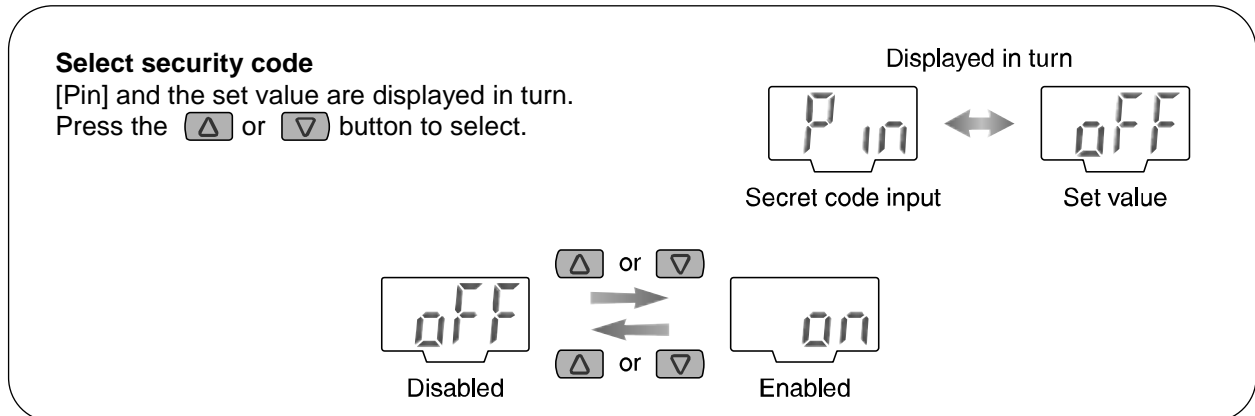 Select security code
[Pin] and the set value are displayed in turn.
Press the △ or ▽ button to select.
Displayed in turn
Pin
oFF
Secret code input
Set value
△ or ▽
oFF
on
△ or ▽
Disabled
Enabled